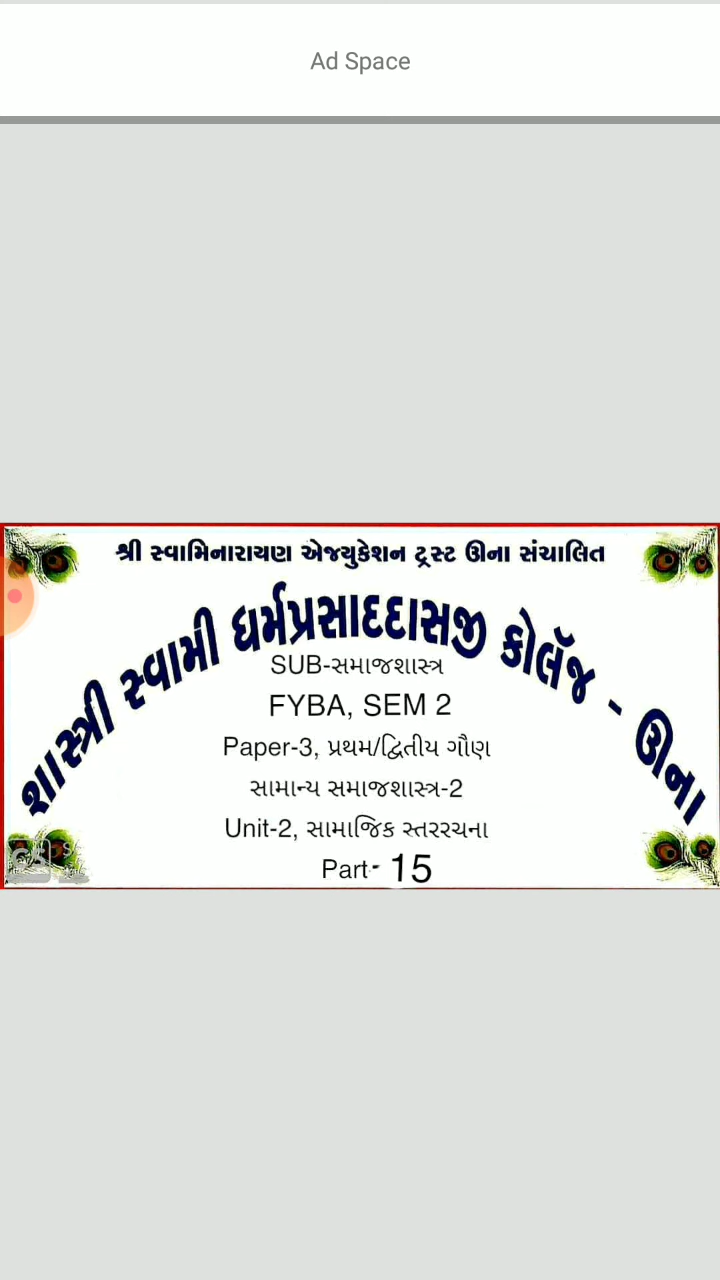 Ad Space
શ્રી સ્વામિનારાયણ એજ્યુકેશન ટ્રસ્ટ ઊના સંચાલિત
શાસ્ત્રી સ્વામી ધર્મપ્રસાદદાસજી કોલૅજ - ઊના
SUB-સમાજશાસ્ત્ર
FYBA, SEM 2
Paper-3, પ્રથમ/દ્વિતીય ગૌણ
સામાન્ય સમાજશાસ્ત્ર-2
Unit-2, સામાજિક સ્તરરચના
Part- 15